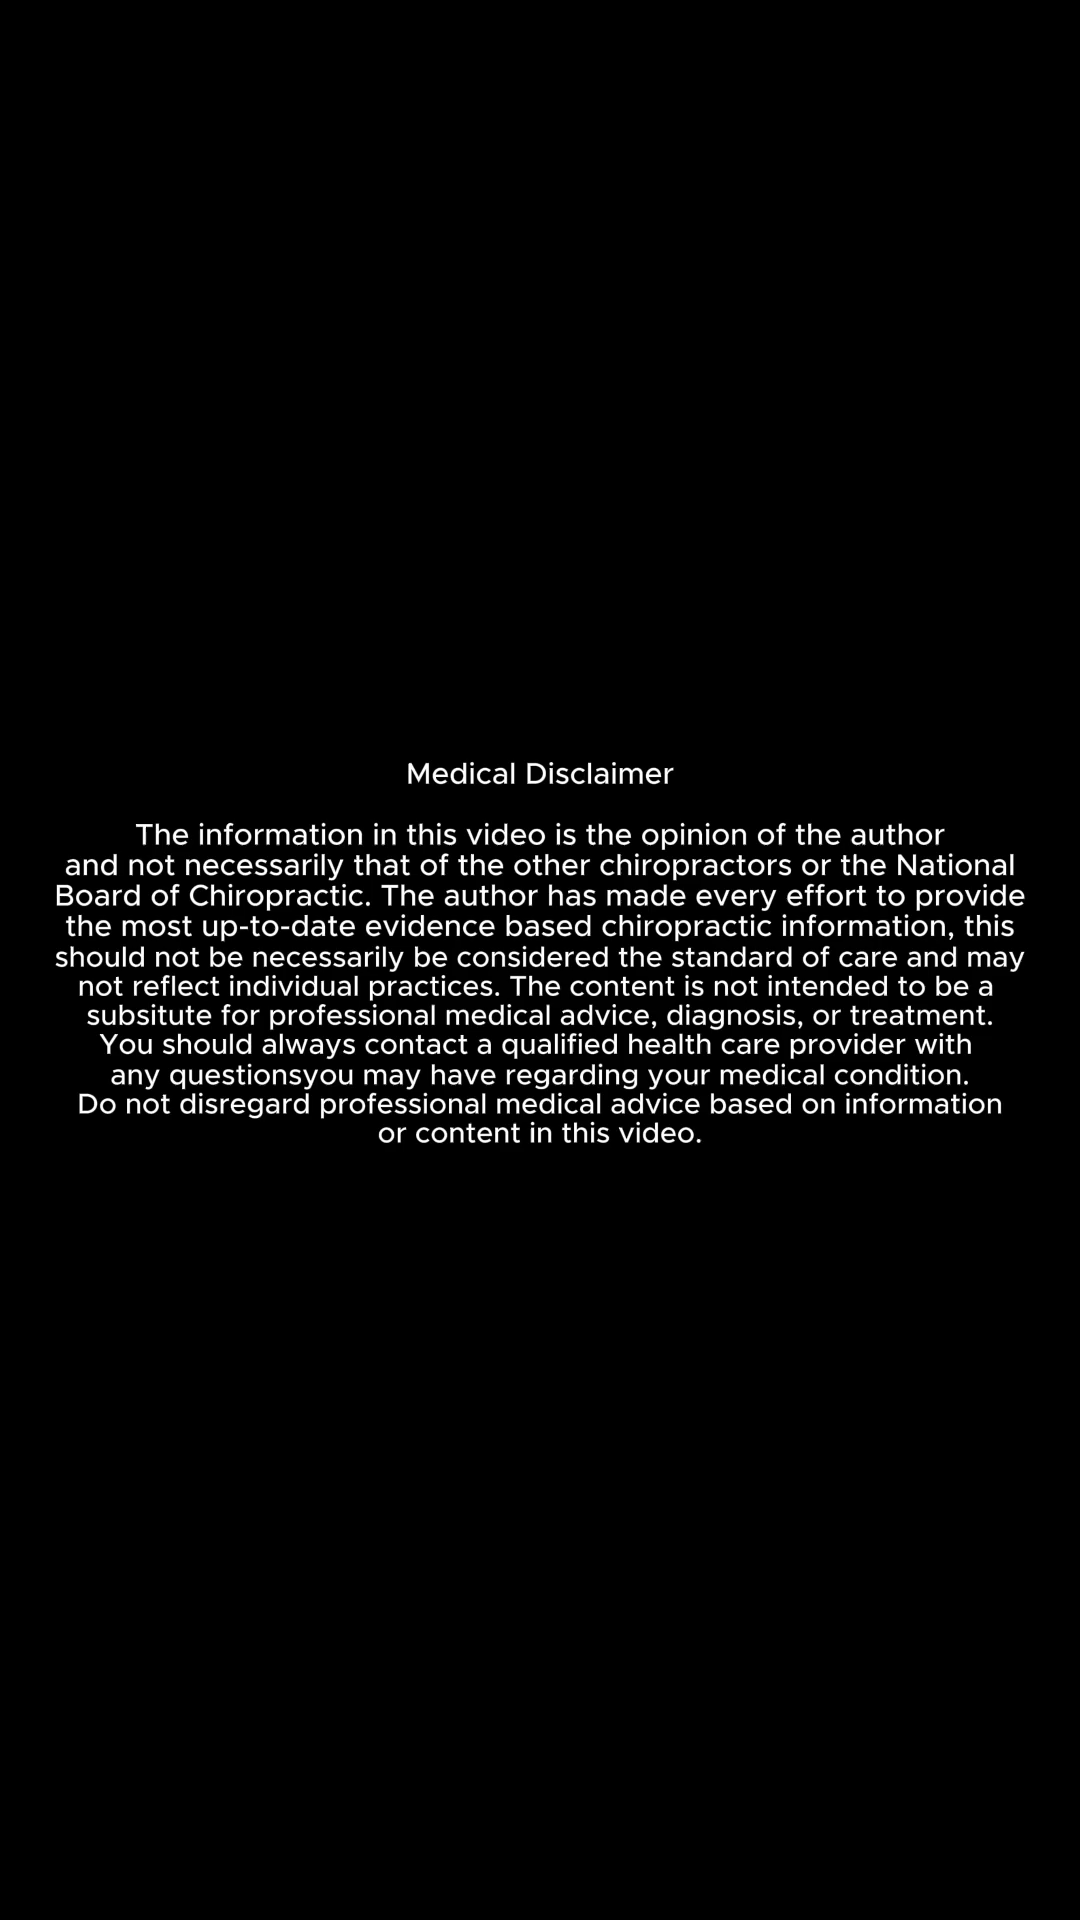 Medical Disclaimer
The information in this video is the opinion of the author
and not necessarily that of the other chiropractors or the National
Board of Chiropractic. The author has made every effort to provide
the most up-to-date evidence based chiropractic information, this
should not be necessarily be considered the standard of care and may
not reflect individual practices. The content is not intended to be a
subsitute for professional medical advice, diagnosis, or treatment.
You should always contact a qualified health care provider with
any questionsyou may have regarding your medical condition.
Do not disregard professional medical advice based on information
or content in this video.